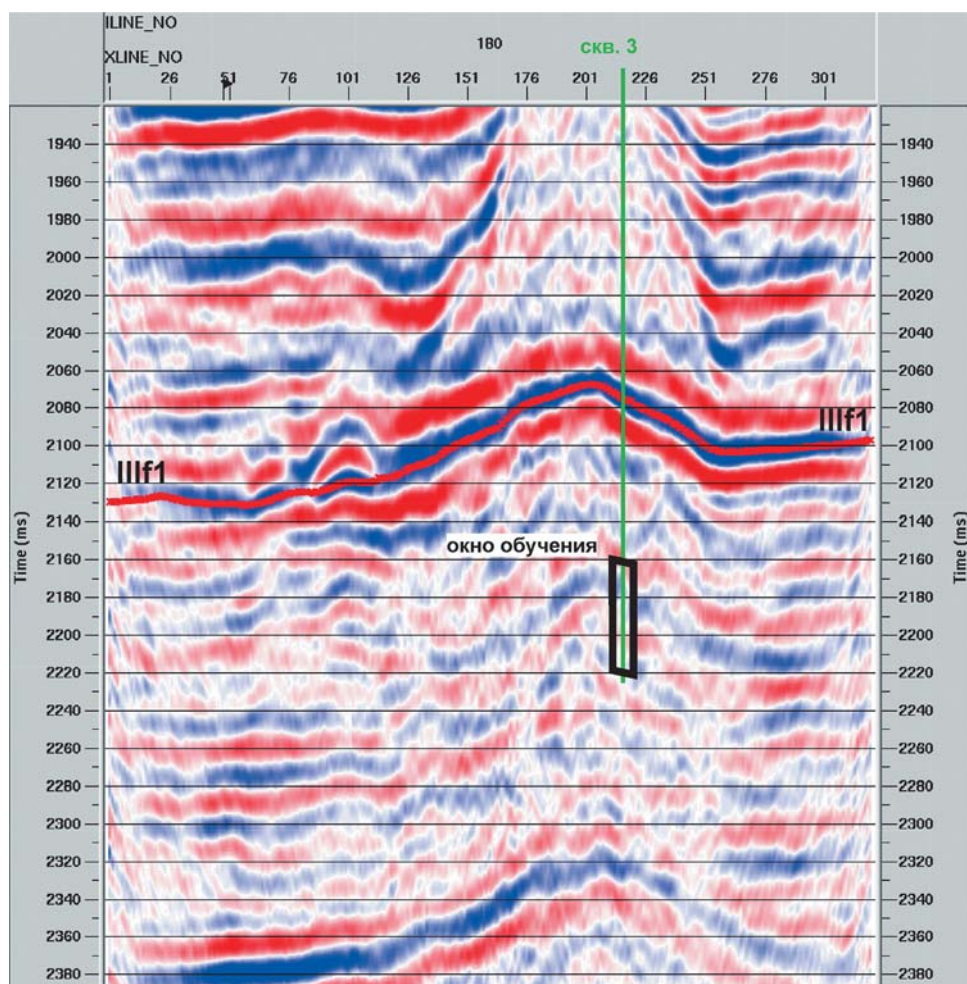 ILINE_NO
XLINE_NO
180
скв. 3
1 26 51 76 101 126 151 176 201 226 251 276 301
1940 1940
1960 1960
1980 1980
2000 2000
2020 2020
2040 2040
2060 2060
2080 2080
IIIf1
2100 2100
IIIf1
2120 2120
2140 2140
окно обучения
2160 2160
2180 2180
2200 2200
2220 2220
2240 2240
2260 2260
2280 2280
2300 2300
2320 2320
2340 2340
2360 2360
2380 2380
Time (ms)
Time (ms)